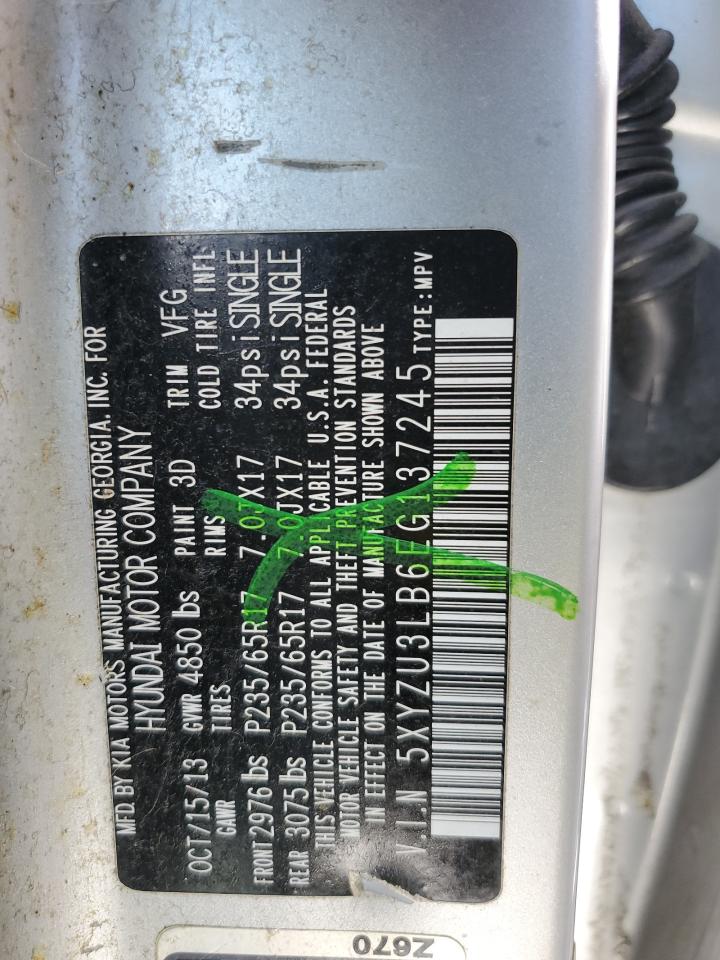 MFD. BY KIA MOTORS MANUFACTURING GEORGIA. INC. FOR
HYUNDAI MOTOR COMPANY
OCT/15/13 GVWR 4850 lbs PAINT 3D TRIM VFG
GAWR TIRES RIMS COLD TIRE INFL
FRONT 2976 lbs P235/65R17 7.0JX17 34psi SINGLE
REAR 3075 lbs P235/65R17 7.0JX17 34psi SINGLE
THIS VEHICLE CONFORMS TO ALL APPLICABLE U.S.A. FEDERAL
MOTOR VEHICLE SAFETY AND THEFT PREVENTION STANDARDS
IN EFFECT ON THE DATE OF MANUFACTURE SHOWN ABOVE
V.I.N 5XYZU3LB6EG137245 TYPE:MPV
Z670